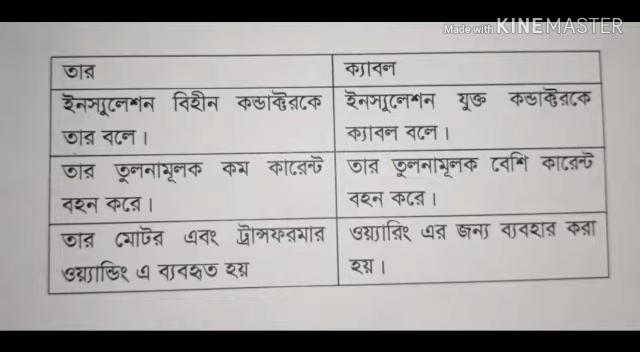 Made with KINEMASTER
তার ক্যাবল
ইনস্যুলেশন বিহীন কন্ডাক্টরকে ইনস্যুলেশন যুক্ত কন্ডাক্টরকে
তার বলে। ক্যাবল বলে।
তার তুলনামূলক কম কারেন্ট তার তুলনামূলক বেশি কারেন্ট
বহন করে। বহন করে।
তার মোটর এবং ট্রান্সফরমার ওয়্যারিং এর জন্য ব্যবহার করা
ওয়্যান্ডিং এ ব্যবহৃত হয় হয়।